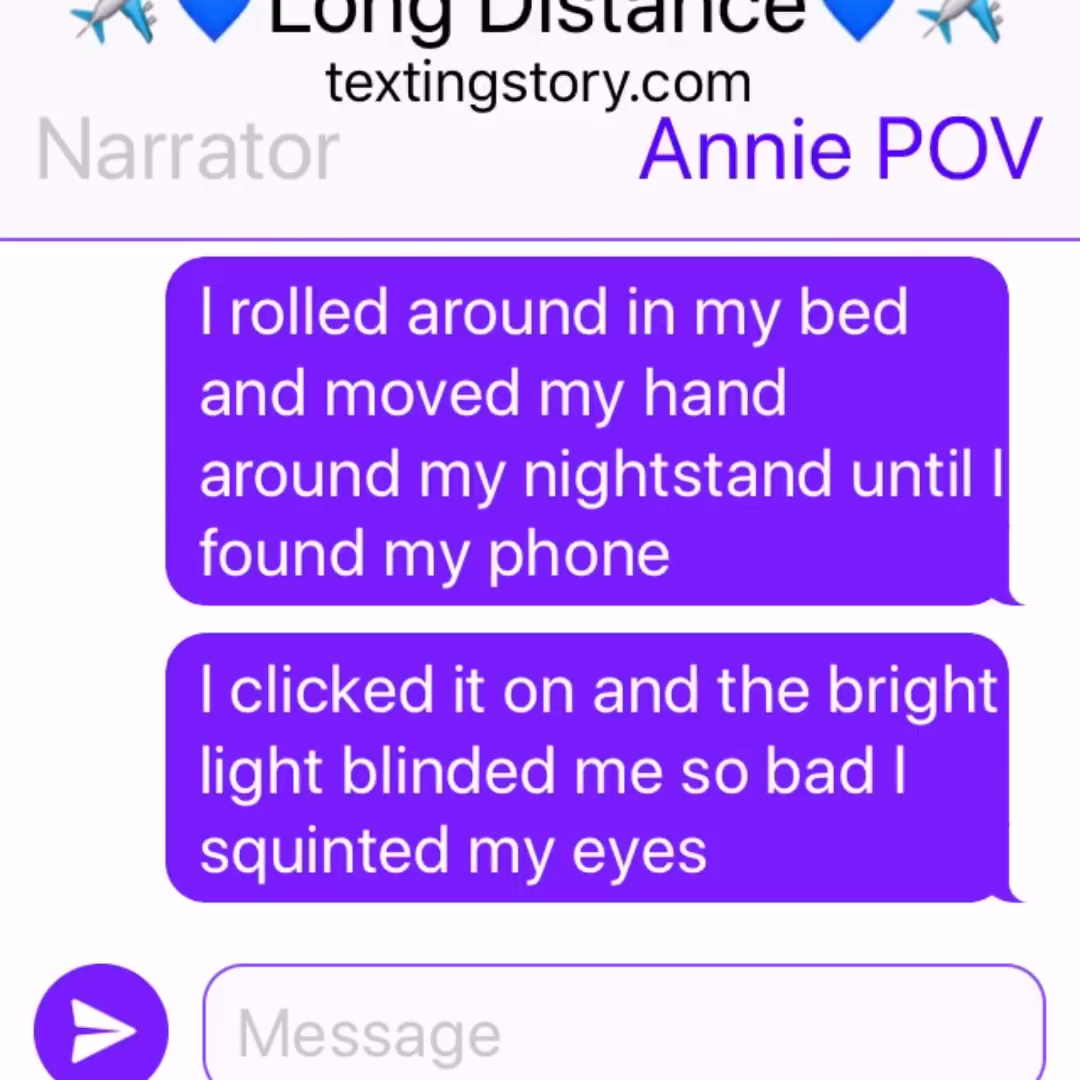 Long Distance
textingstory.com
Narrator
Annie POV
I rolled around in my bed
and moved my hand
around my nightstand until I
found my phone
I clicked it on and the bright
light blinded me so bad I
squinted my eyes
Message